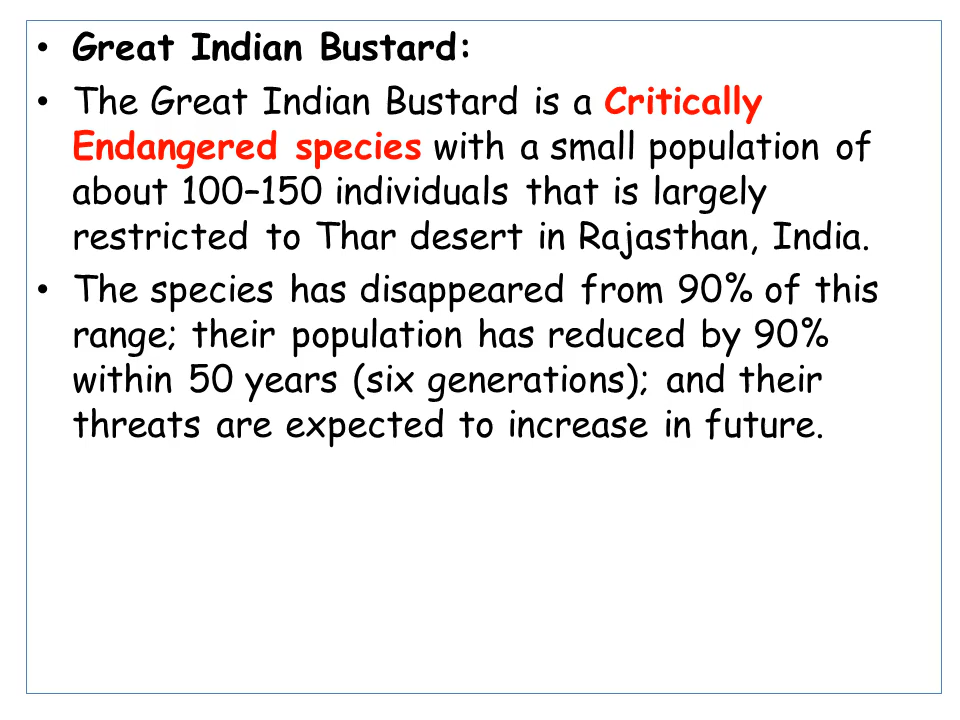 • Great Indian Bustard:
• The Great Indian Bustard is a Critically
Endangered species with a small population of
about 100–150 individuals that is largely
restricted to Thar desert in Rajasthan, India.
• The species has disappeared from 90% of this
range; their population has reduced by 90%
within 50 years (six generations); and their
threats are expected to increase in future.